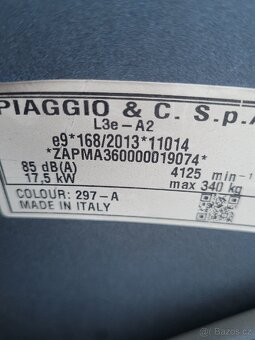 PIAGGIO & C. S.p.A
L3e-A2
e9*168/2013*11014
*ZAPMA360000019074*
85 dB(A) 4125 min⁻¹
17,5 kW max 340 kg
COLOUR: 297-A
MADE IN ITALY
Bazoš.cz